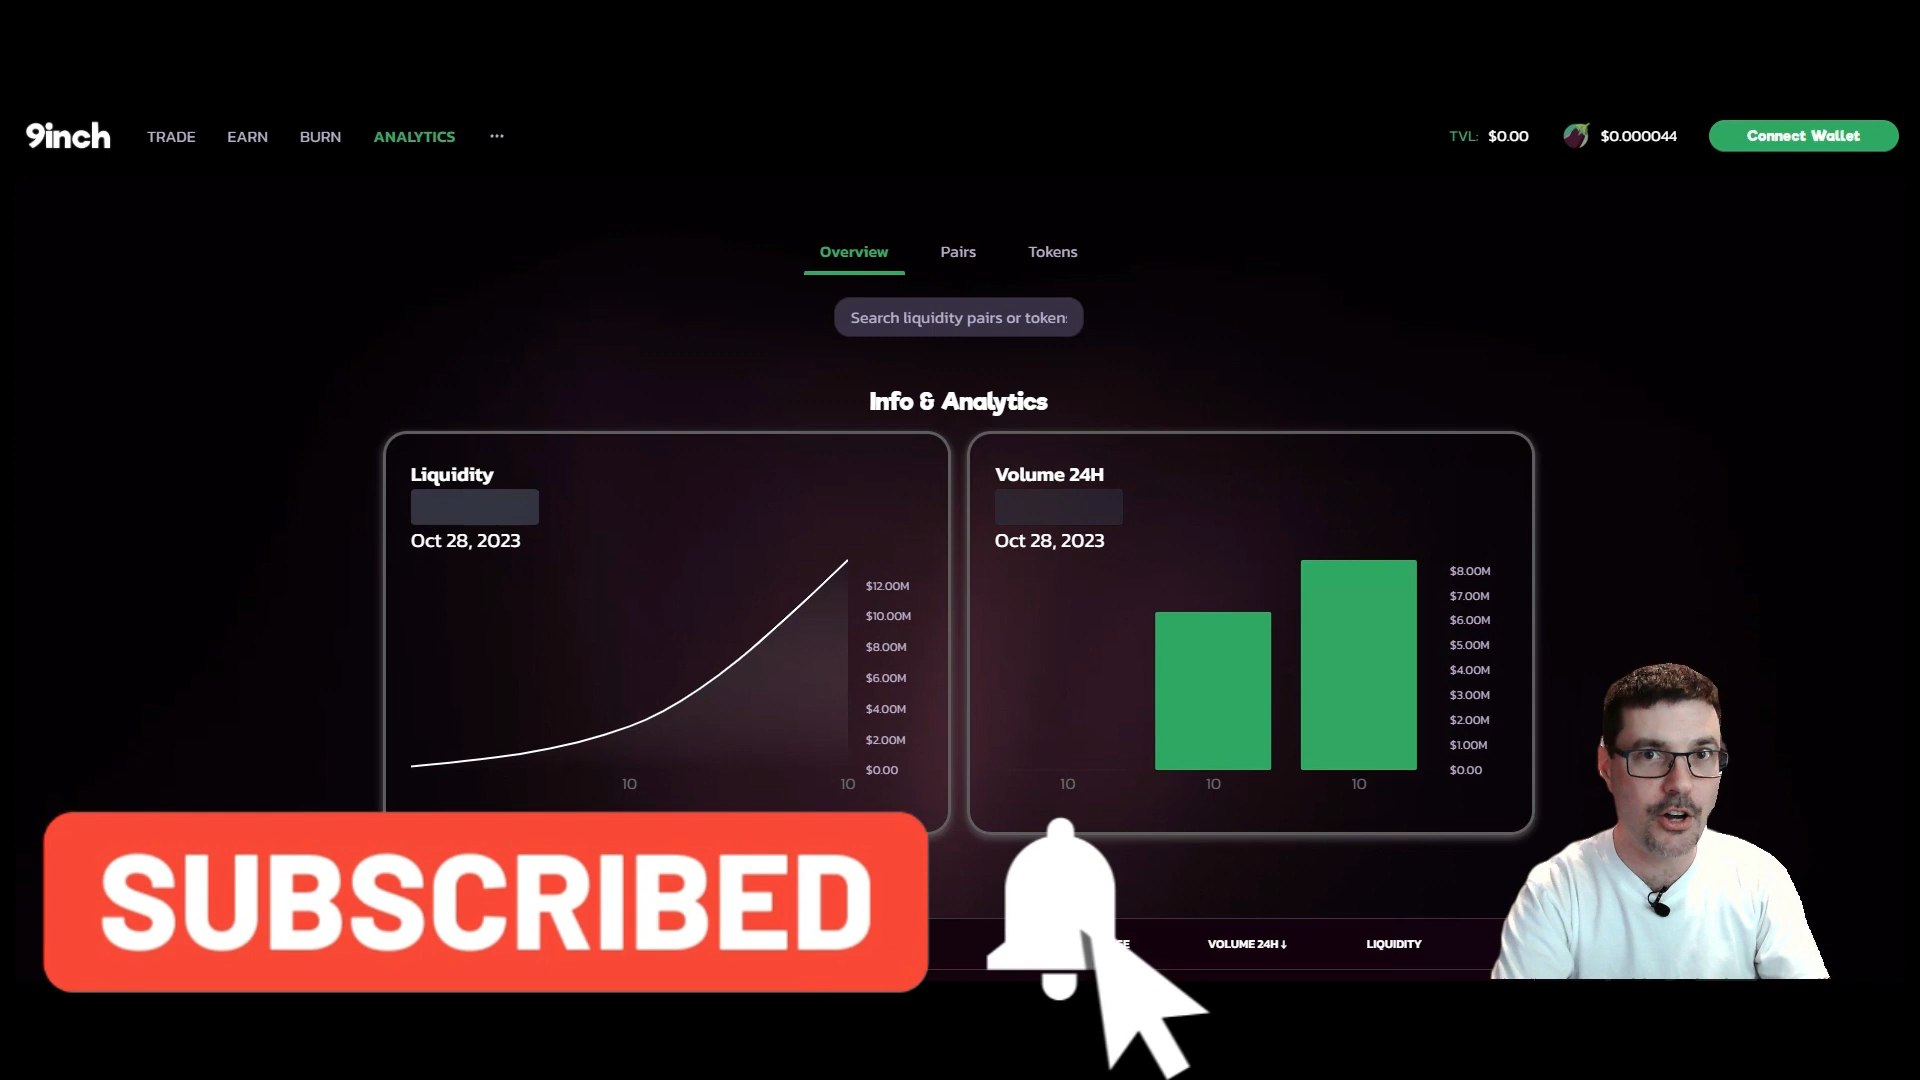 9inch
TRADE
EARN
BURN
ANALYTICS
...
TVL: $0.00
$0.000044
Connect Wallet
Overview
Pairs
Tokens
Search liquidity pairs or token
Info & Analytics
Liquidity
Oct 28, 2023
$12.00M
$10.00M
$8.00M
$6.00M
$4.00M
$2.00M
$0.00
10
10
Volume 24H
Oct 28, 2023
$8.00M
$7.00M
$6.00M
$5.00M
$4.00M
$3.00M
$2.00M
$1.00M
$0.00
10
10
10
SUBSCRIBED
VOLUME 24H ↓
LIQUIDITY